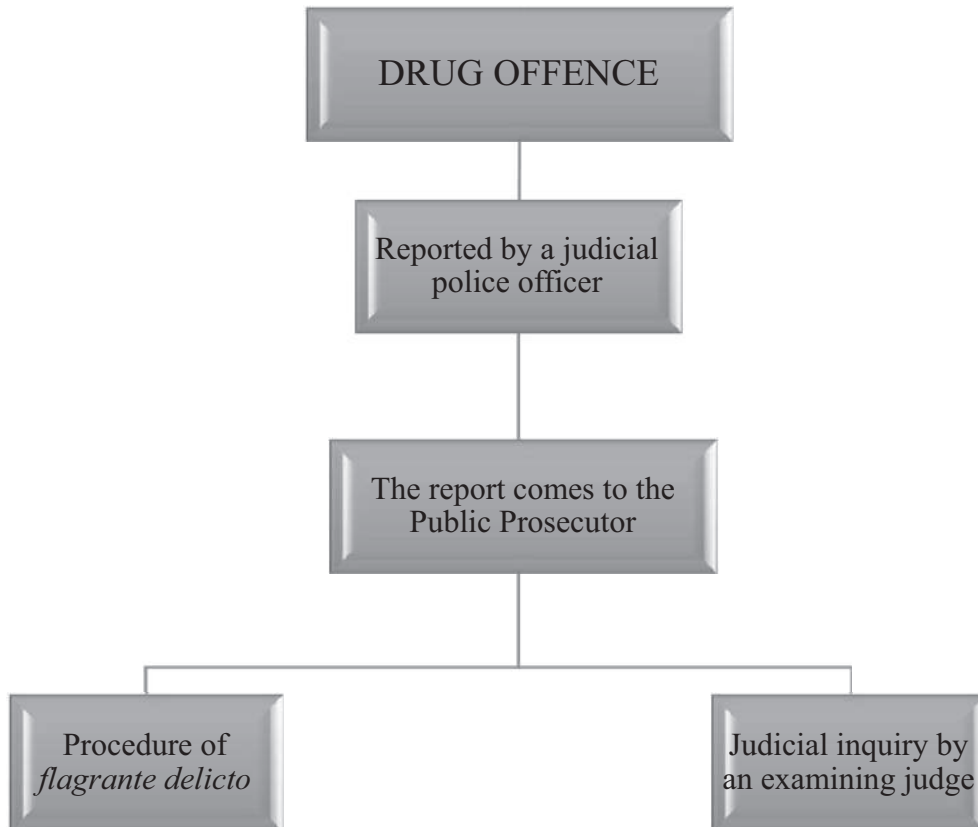 DRUG OFFENCE
Reported by a judicial
police officer
The report comes to the
Public Prosecutor
Procedure of
flagrante delicto
Judicial inquiry by
an examining judge